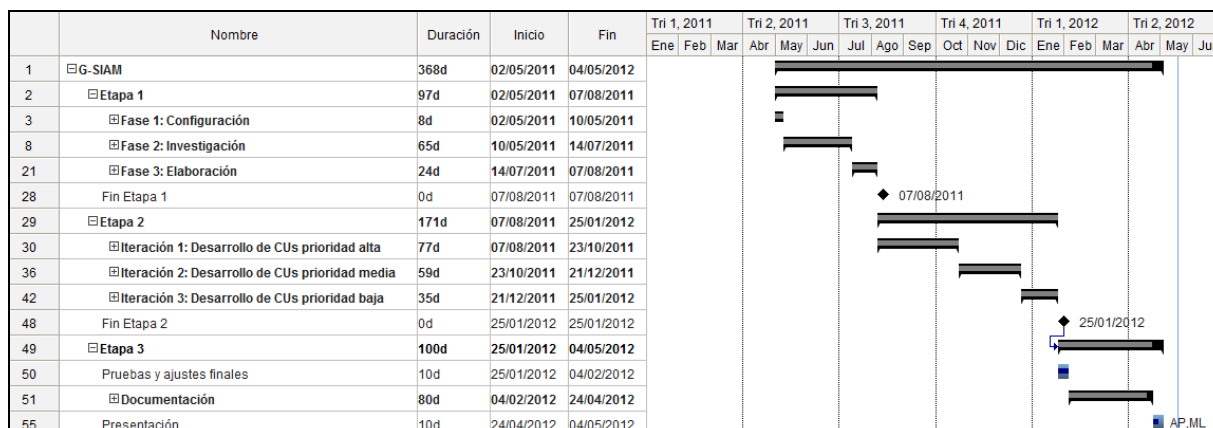 Nombre Duración Inicio Fin Tri 1, 2011 Tri 2, 2011 Tri 3, 2011 Tri 4, 2011 Tri 1, 2012 Tri 2, 2012
Ene Feb Mar Abr May Jun Jul Ago Sep Oct Nov Dic Ene Feb Mar Abr May Ju
1 G-SIAM 368d 02/05/2011 04/05/2012
2 Etapa 1 97d 02/05/2011 07/08/2011
3 Fase 1: Configuración 8d 02/05/2011 10/05/2011
8 Fase 2: Investigación 65d 10/05/2011 14/07/2011
21 Fase 3: Elaboración 24d 14/07/2011 07/08/2011
28 Fin Etapa 1 0d 07/08/2011 07/08/2011 07/08/2011
29 Etapa 2 171d 07/08/2011 25/01/2012
30 Iteración 1: Desarrollo de CUs prioridad alta 77d 07/08/2011 23/10/2011
36 Iteración 2: Desarrollo de CUs prioridad media 59d 23/10/2011 21/12/2011
42 Iteración 3: Desarrollo de CUs prioridad baja 35d 21/12/2011 25/01/2012
48 Fin Etapa 2 0d 25/01/2012 25/01/2012 25/01/2012
49 Etapa 3 100d 25/01/2012 04/05/2012
50 Pruebas y ajustes finales 10d 25/01/2012 04/02/2012
51 Documentación 80d 04/02/2012 24/04/2012
55 Presentación 10d 24/04/2012 04/05/2012 AP,ML